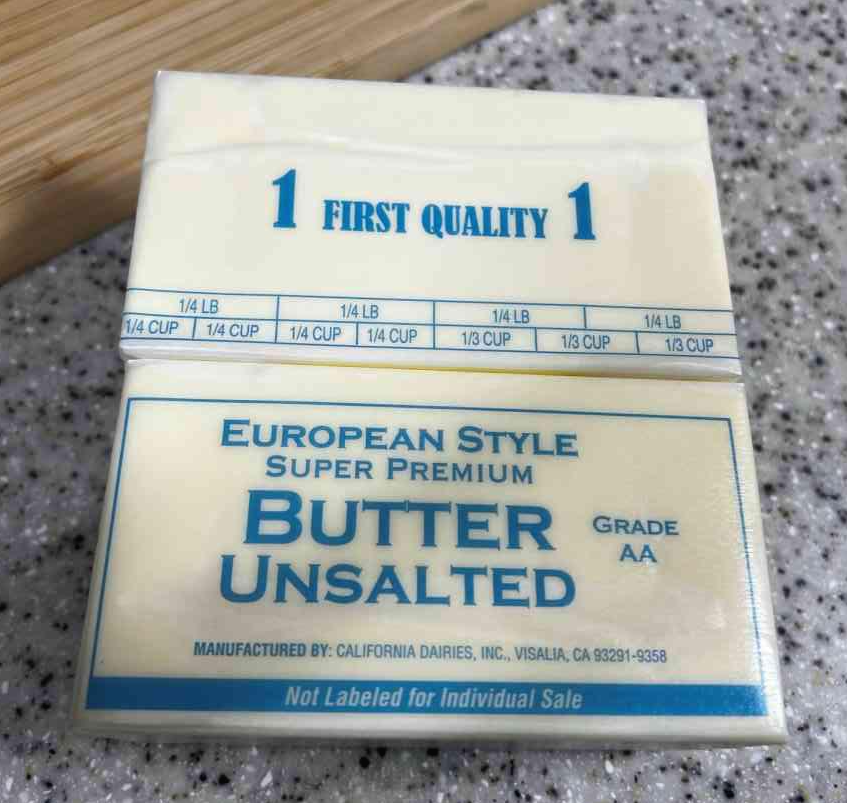 1 FIRST QUALITY 1
1/4 LB 1/4 LB 1/4 LB 1/4 LB
1/4 CUP 1/4 CUP 1/4 CUP 1/4 CUP 1/3 CUP 1/3 CUP 1/3 CUP
EUROPEAN STYLE
SUPER PREMIUM
BUTTER
UNSALTED
GRADE
AA
MANUFACTURED BY: CALIFORNIA DAIRIES, INC., VISALIA, CA 93291-9358
Not Labeled for Individual Sale